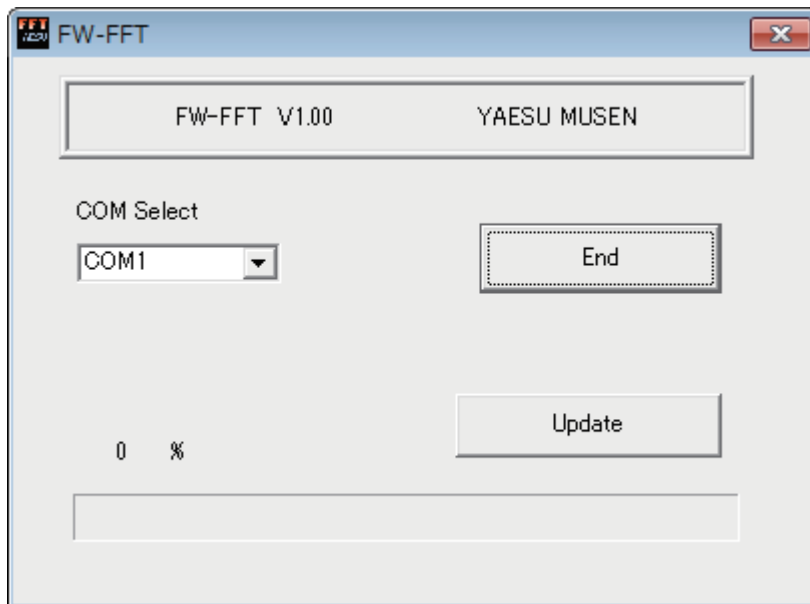 FW-FFT
FW-FFT V1.00 YAESU MUSEN
COM Select
COM1
End
Update
0 %